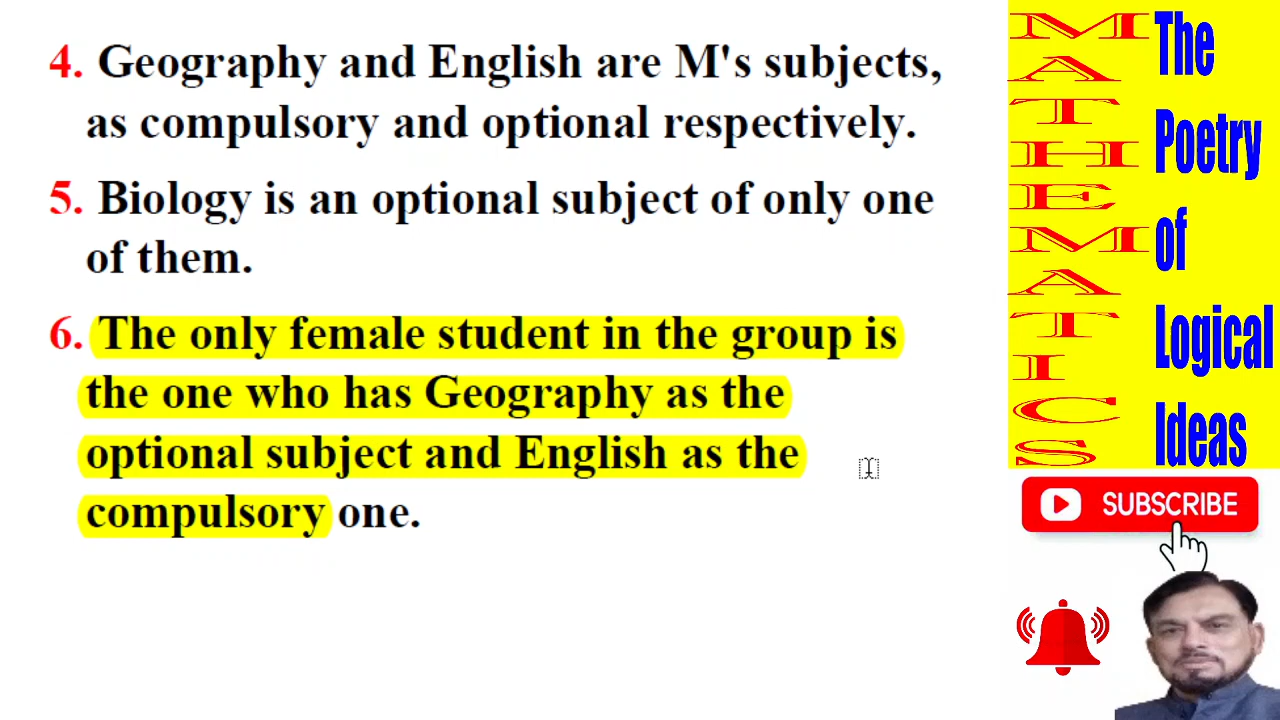 4. Geography and English are M's subjects,
as compulsory and optional respectively.
5. Biology is an optional subject of only one
of them.
6. The only female student in the group is
the one who has Geography as the
optional subject and English as the
compulsory one.
MATHEMATICS
The
Poetry
of
Logical
Ideas
SUBSCRIBE